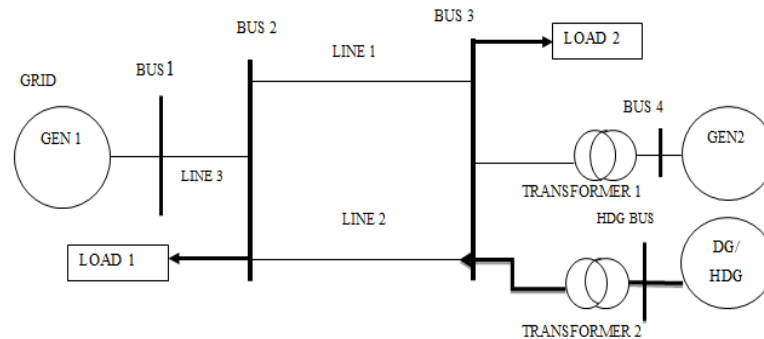 BUS 3
BUS 2
LINE 1
LOAD 2
BUS1
GRID
BUS 4
GEN 1
GEN2
LINE 3
TRANSFORMER 1
LINE 2
HDG BUS
LOAD 1
DG/
HDG
TRANSFORMER 2